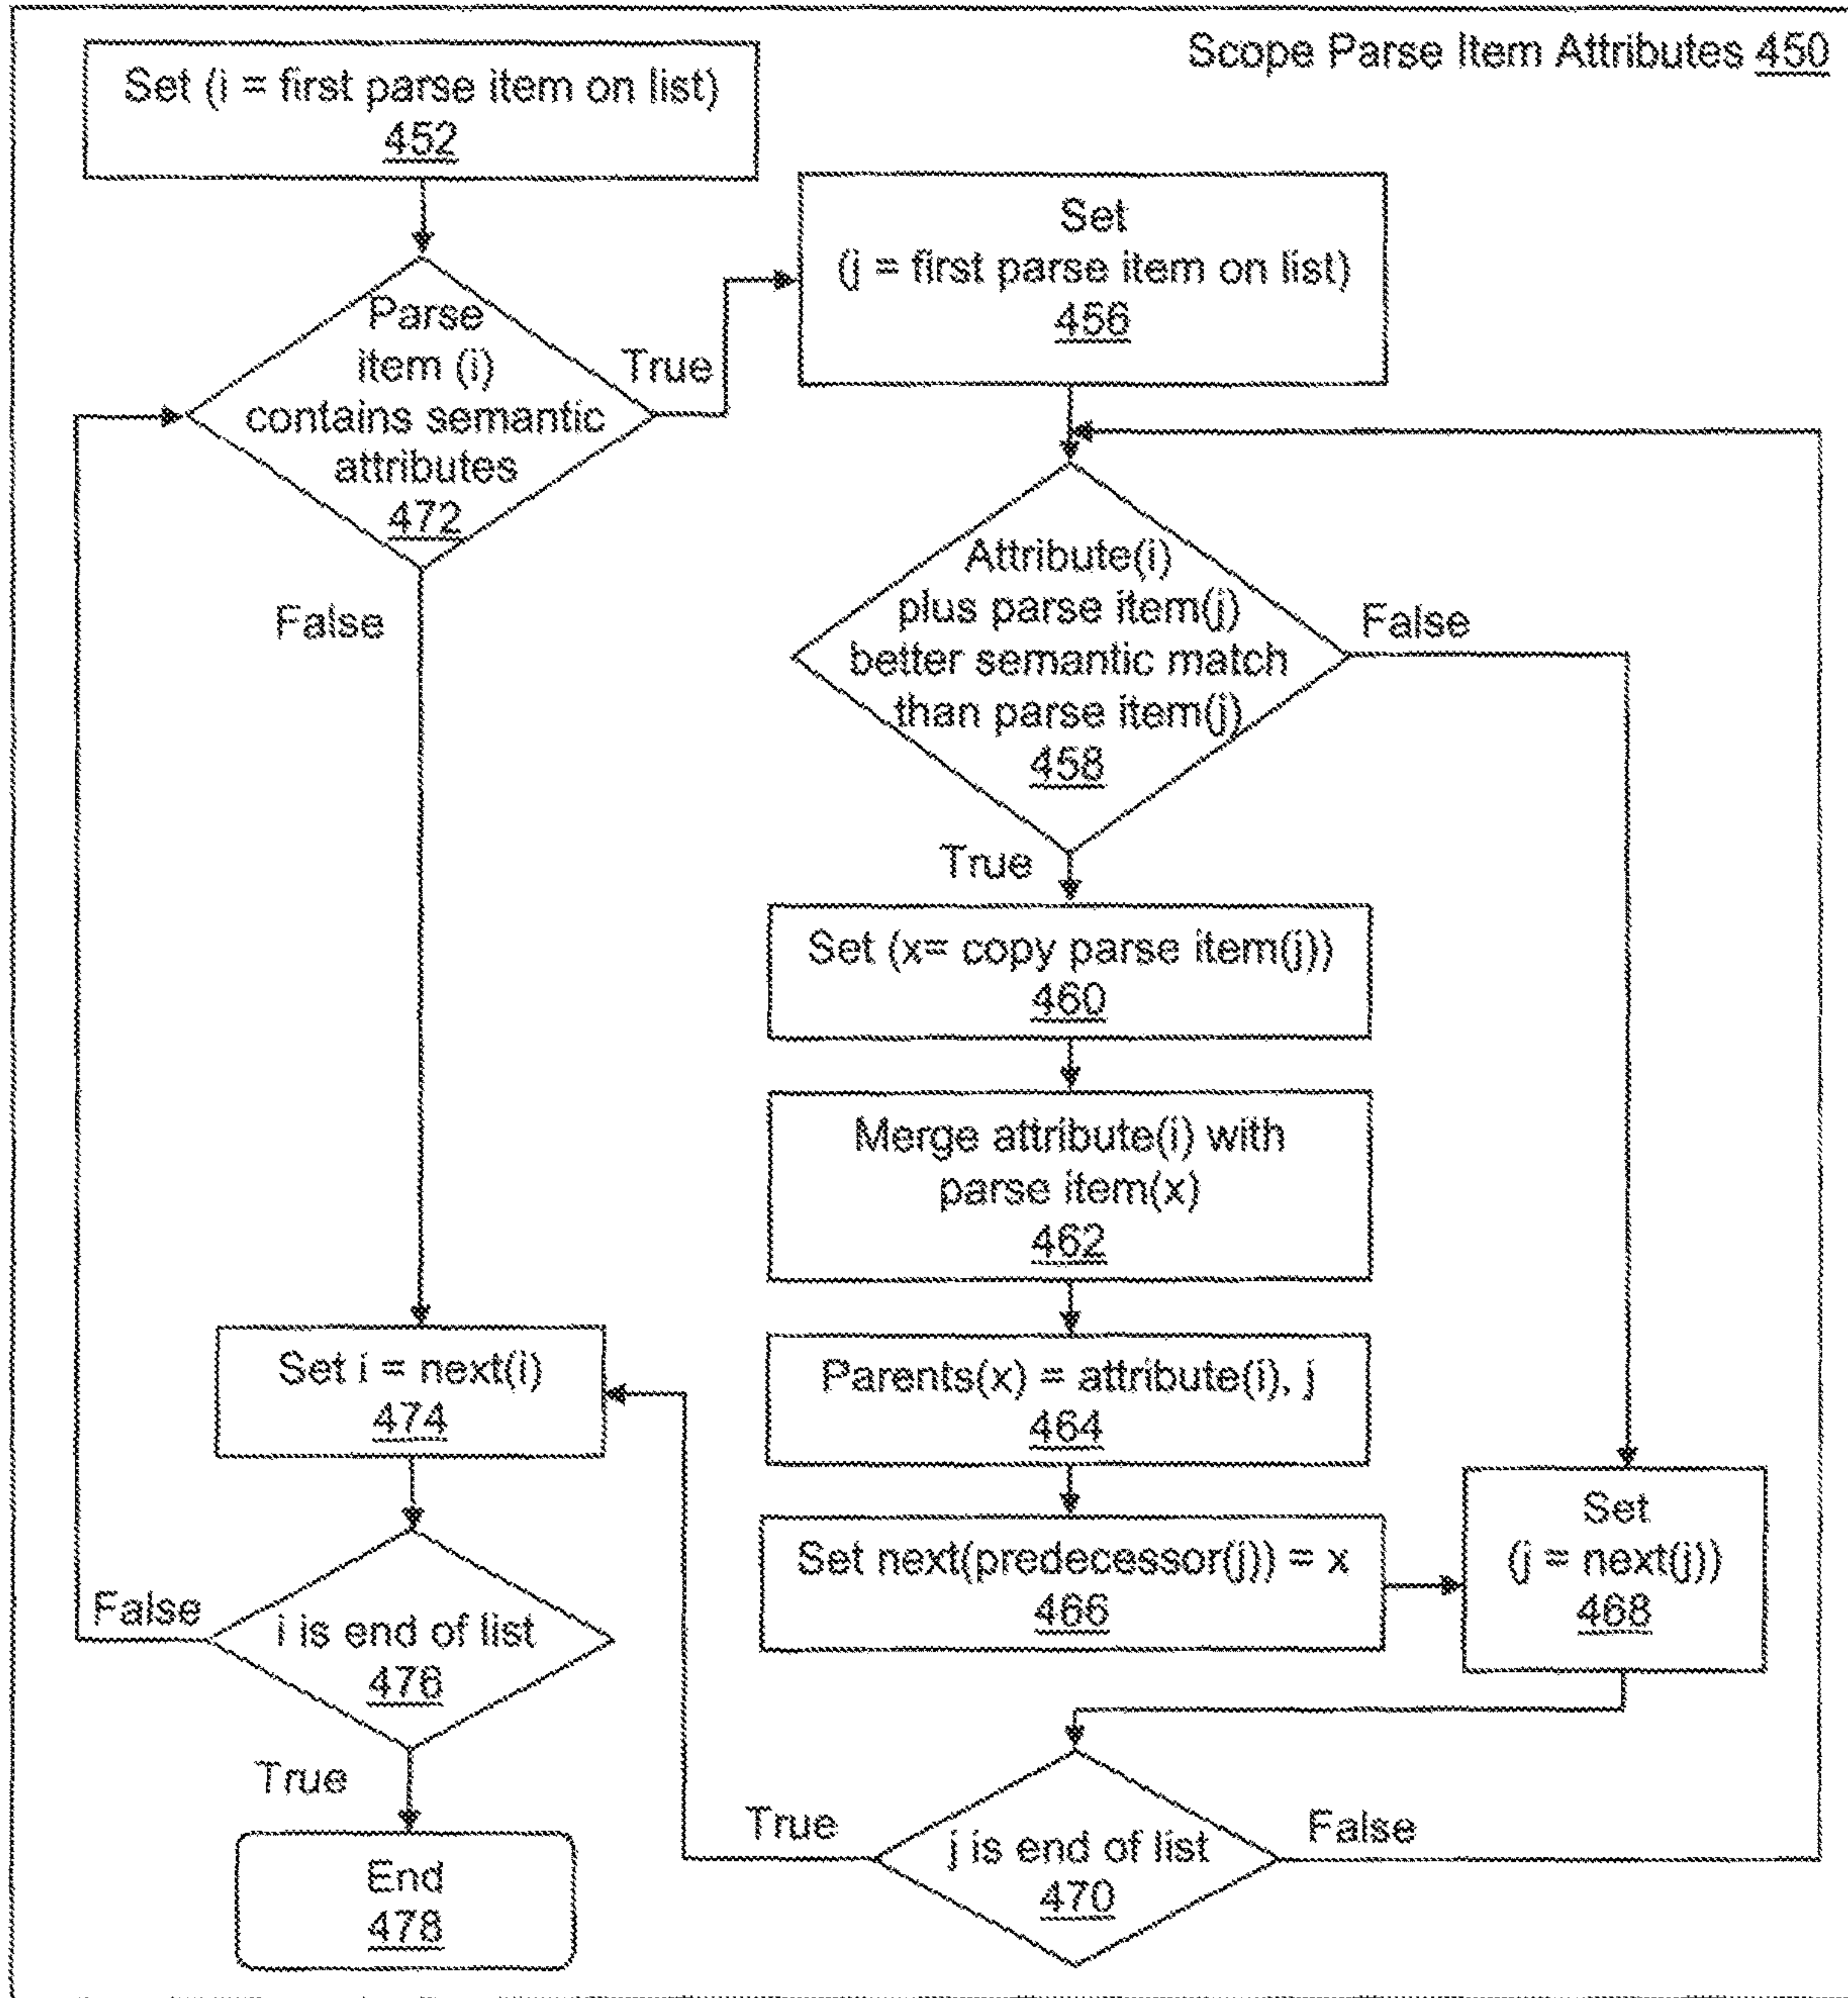 Scope Parse Item Attributes 450
Set (i = first parse item on list)
452
Parse
item (i)
contains semantic
attributes
472
True
False
Set
(j = first parse item on list)
456
Attribute(i)
plus parse item(j)
better semantic match
than parse item(j)
458
False
True
Set (x= copy parse item(j))
460
Merge attribute(i) with
parse item(x)
462
Parents(x) = attribute(i), j
464
Set next(predecessor(j)) = x
466
Set
(j = next(j))
468
j is end of list
470
True
False
Set i = next(i)
474
i is end of list
476
False
True
End
478